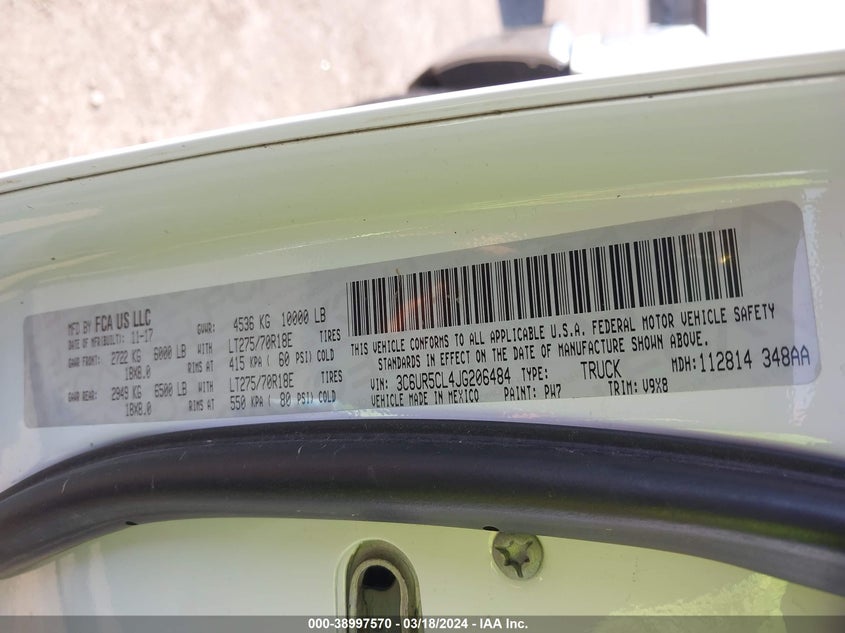 MFD BY FCA US LLC GVWR: 4536 KG 10000 LB
DATE OF MFR(BUILT): 11-17 TIRES
GAWR FRONT: 2722 KG 6000 LB WITH LT275/70R18E
18X8.0 RIMS AT 415 KPA ( 60 PSI) COLD
GAWR REAR: 2949 KG 6500 LB WITH LT275/70R18E TIRES
18X8.0 RIMS AT 550 KPA ( 80 PSI) COLD
THIS VEHICLE CONFORMS TO ALL APPLICABLE U.S.A. FEDERAL MOTOR VEHICLE SAFETY
STANDARDS IN EFFECT ON THE DATE OF MANUFACTURE SHOWN ABOVE.
VIN: 3C6UR5CL4JG206484 TYPE: TRUCK MDH:112814 348AA
VEHICLE MADE IN MEXICO PAINT: PW7 TRIM: V9X8
000-38997570 - 03/18/2024 - IAA Inc.